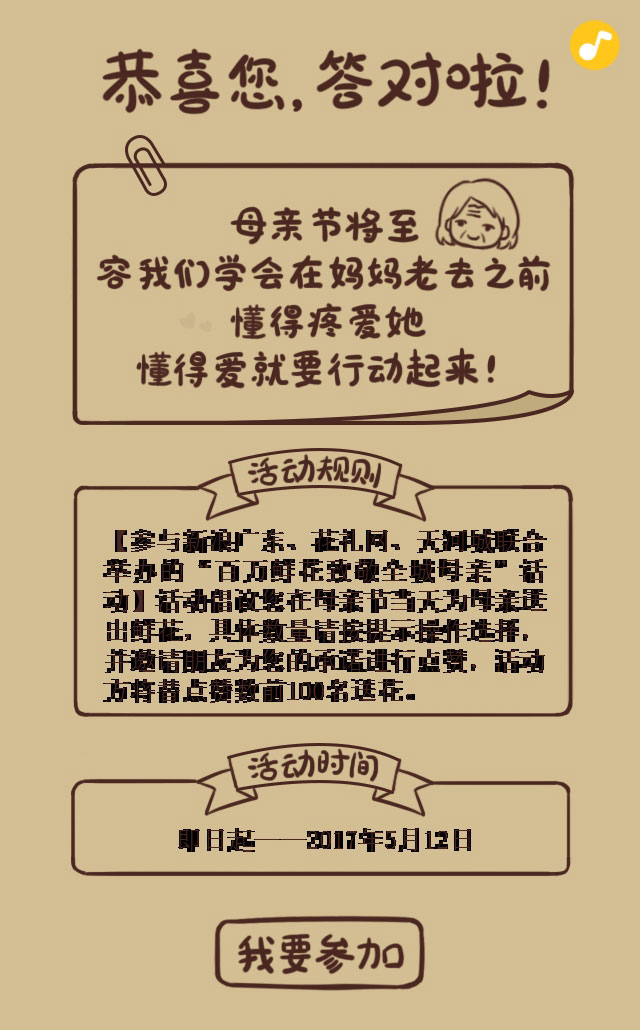 恭喜您,答对啦!
母亲节将至
容我们学会在妈妈老去之前
懂得疼爱她
懂得爱就要行动起来!
活动规则
【参与新浪广东、花礼网、天河城联合
举办的“百万鲜花致敬全城母亲”活
动】活动倡议您在母亲节当天为母亲送
出鲜花,具体数量请按提示操作选择,
并邀请朋友为您的承诺进行点赞,活动
方将替点赞数前100名送花。
活动时间
即日起——2017年5月12日
我要参加